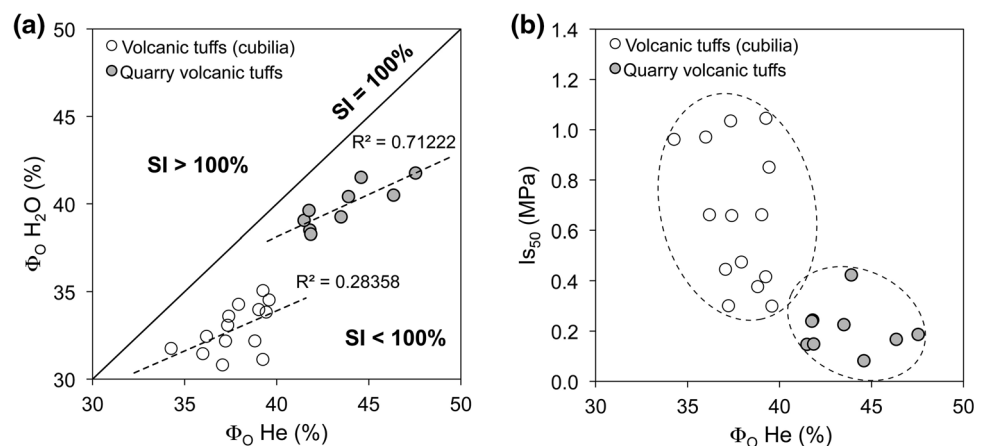 (a)
50
45
40
35
30
Φ_O H₂O (%)
Volcanic tuffs (cubilia)
Quarry volcanic tuffs
SI = 100%
SI > 100%
R² = 0.71222
R² = 0.28358
SI < 100%
30 35 40 45 50
Φ_O He (%)
(b)
1.4
1.2
1.0
0.8
0.6
0.4
0.2
0.0
Is₅₀ (MPa)
Volcanic tuffs (cubilia)
Quarry volcanic tuffs
30 35 40 45 50
Φ_O He (%)